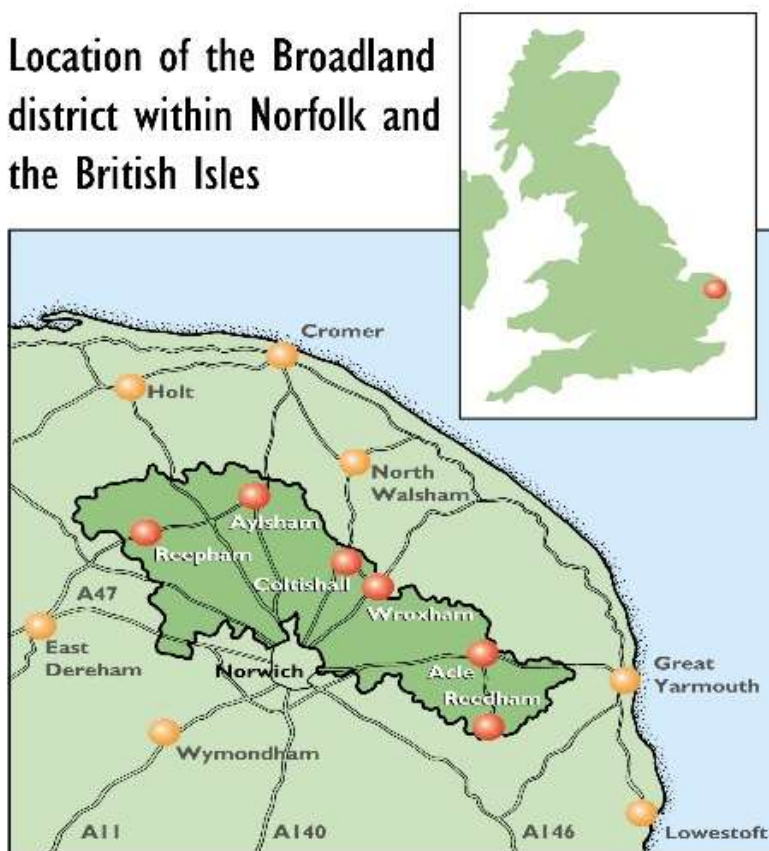 Location of the Broadland
district within Norfolk and
the British Isles
Cromer
Holt
North
Walsham
Aylsham
Reepham
Coltishall
Wroxham
A47
East
Dereham
Norwich
Acle
Reedham
Great
Yarmouth
Wymondham
A11
A140
A146
Lowestoft